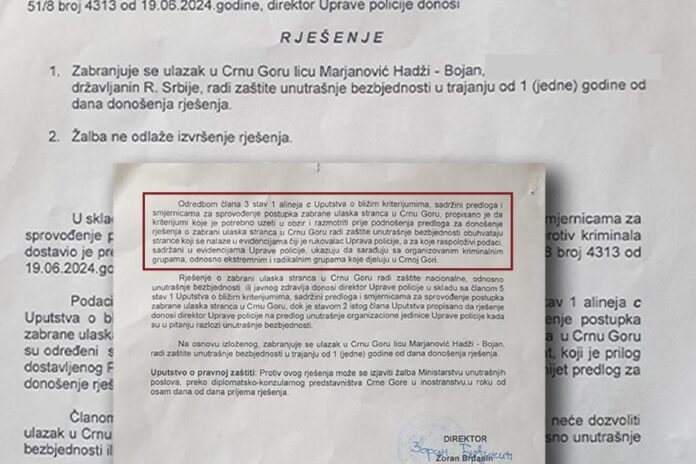 51/8 broj 4313 od 19.06.2024.godine, direktor Uprave policije donosi
RJEŠENJE
1. Zabranjuje se ulazak u Crnu Goru licu Marjanović Hadži - Bojan,
državljanin R. Srbije, radi zaštite unutrašnje bezbjednosti u trajanju od 1 (jedne) godine od
dana donošenja rješenja.
2. Žalba ne odlaže izvršenje rješenja.
U skla
sprovođenje p
dostavio je pre
19.06.2024.go
mjernicama za
rotiv kriminala
8 broj 4313 od
Podaci
Uputstva o b
zabrane ulaska
su određeni s
dostavljenog P
donošenje rješ
av 1 alineja c
e postupka
u Crnu Goru
t, koji je prilog
nijet predlog za
Članom
ulazak u Crnu
bezbjednosti il
neće dozvoliti
sno unutrašnje
Odredbom člana 3 stav 1 alineja c Uputstva o bližim kriterijumima, sadržini predloga i
smjernicama za sprovođenje postupka zabrane ulaska stranca u Crnu Goru, propisano je da
kriterijumi koje je potrebno uzeti u obzir i razmotriti prije podnošenja predloga za donošenje
rješenja o zabrani ulaska stranca u Crnu Goru radi zaštite unutrašnje bezbjednosti obuhvataju
strance koji se nalaze u evidencijama čiji je rukovalac Uprava policije, a za koje raspoloživi podaci,
sadržani u evidencijama Uprave policije, ukazuju da sarađuju sa organizovanim kriminalnim
grupama, odnosno ekstremnim i radikalnim grupama koje djeluju u Crnoj Gori.
Rješenje o zabrani ulaska stranca u Crnu Goru radi zaštite nacionalne, odnosno
unutrašnje bezbjednosti ili javnog zdravlja donosi direktor Uprave policije u skladu sa članom 5
stav 1 Uputstva o bližim kriterijumima, sadržini predloga i smjernicama za sprovođenje postupka
zabrane ulaska stranca u Crnu Goru, dok je stavom 2 istog člana Uputstva propisano da rješenje
donosi direktor Uprave policije na predlog unutrašnje organizacione jedinice Uprave policije kada
su u pitanju razlozi unutrašnje bezbjednosti.
Na osnovu izloženog, zabranjuje se ulazak u Crnu Goru licu Marjanović Hadži - Bojan,
radi zaštite unutrašnje bezbjednosti u trajanju od 1 (jedne) godine od dana donošenja rješenja.
Uputstvo o pravnoj zaštiti: Protiv ovog rješenja može se izjaviti žalba Ministarstvu unutrašnjih
poslova, preko diplomatsko-konzularnog predstavništva Crne Gore u inostranstvu,u roku od
osam dana od dana prijema rješenja.
DIREKTOR
Zoran Brđanin